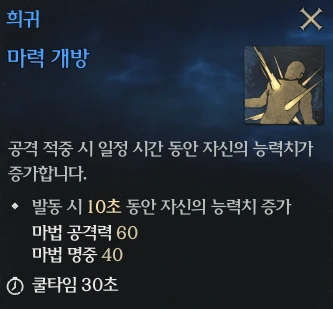 희귀
마력 개방
공격 적중 시 일정 시간 동안 자신의 능력치가
증가합니다.
발동 시 10초 동안 자신의 능력치 증가
마법 공격력 60
마법 명중 40
쿨타임 30초